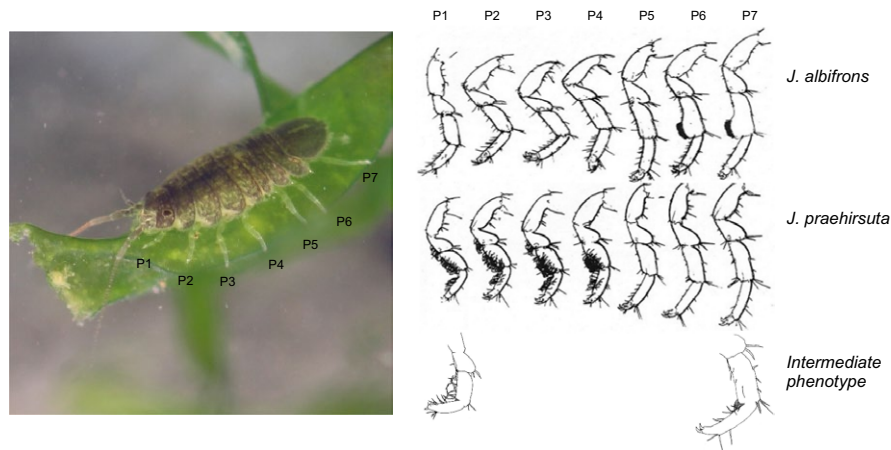 P1 P2 P3 P4 P5 P6 P7
J. albifrons
J. praehirsuta
Intermediate
phenotype
P1
P2
P3
P4
P5
P6
P7